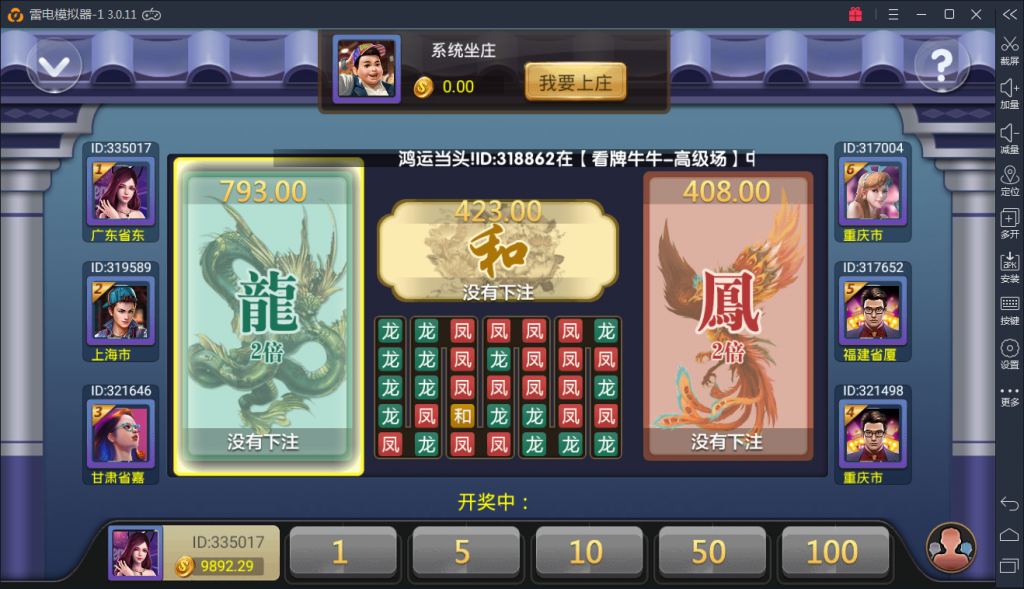 雷电模拟器-1 3.0.11
截屏
加量
减量
定位
多开
APK
安装
按键
设置
更多
系统坐庄
0.00
我要上庄
?
鸿运当头!ID:318862在【看牌牛牛-高级场】
ID:335017
1
广东省东
ID:319589
2
上海市
ID:321646
3
甘肃省嘉
793.00
龍
2倍
没有下注
423.00
和
没有下注
龙 龙 凤 凤 凤 凤 龙
龙 龙 凤 龙 凤 凤 凤
龙 龙 凤 凤 凤 凤 龙
龙 凤 和 龙 龙 凤 凤
凤 龙 凤 凤 龙 龙 龙
408.00
鳳
2倍
没有下注
ID:317004
6
重庆市
ID:317652
5
福建省厦
ID:321498
4
重庆市
开奖中：
ID:335017
9892.29
1
5
10
50
100